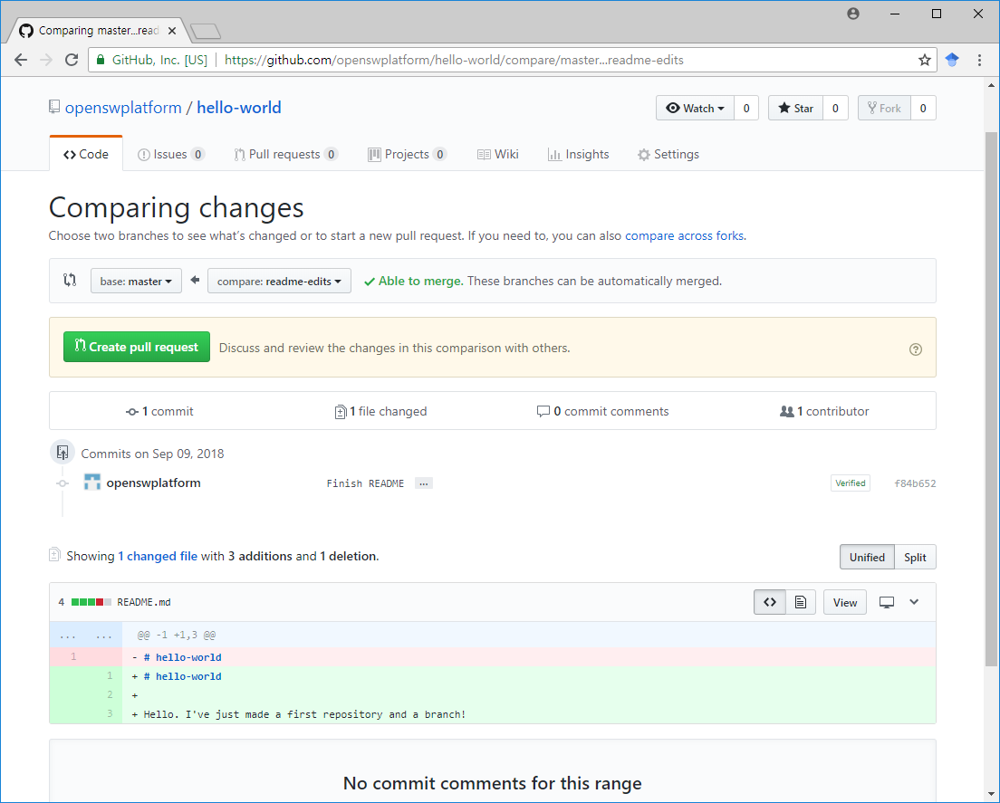 Comparing master...read
GitHub, Inc. [US] | https://github.com/openswplatform/hello-world/compare/master...readme-edits
openswplatform / hello-world
Watch 0 Star 0 Fork 0
Code Issues 0 Pull requests 0 Projects 0 Wiki Insights Settings
Comparing changes
Choose two branches to see what's changed or to start a new pull request. If you need to, you can also compare across forks.
base: master compare: readme-edits Able to merge. These branches can be automatically merged.
Create pull request Discuss and review the changes in this comparison with others.
1 commit 1 file changed 0 commit comments 1 contributor
Commits on Sep 09, 2018
openswplatform Finish README ... Verified f84b652
Showing 1 changed file with 3 additions and 1 deletion. Unified Split
4 README.md View
... ... @@ -1 +1,3 @@
1 - # hello-world
1 + # hello-world
2 +
3 + Hello. I've just made a first repository and a branch!
No commit comments for this range